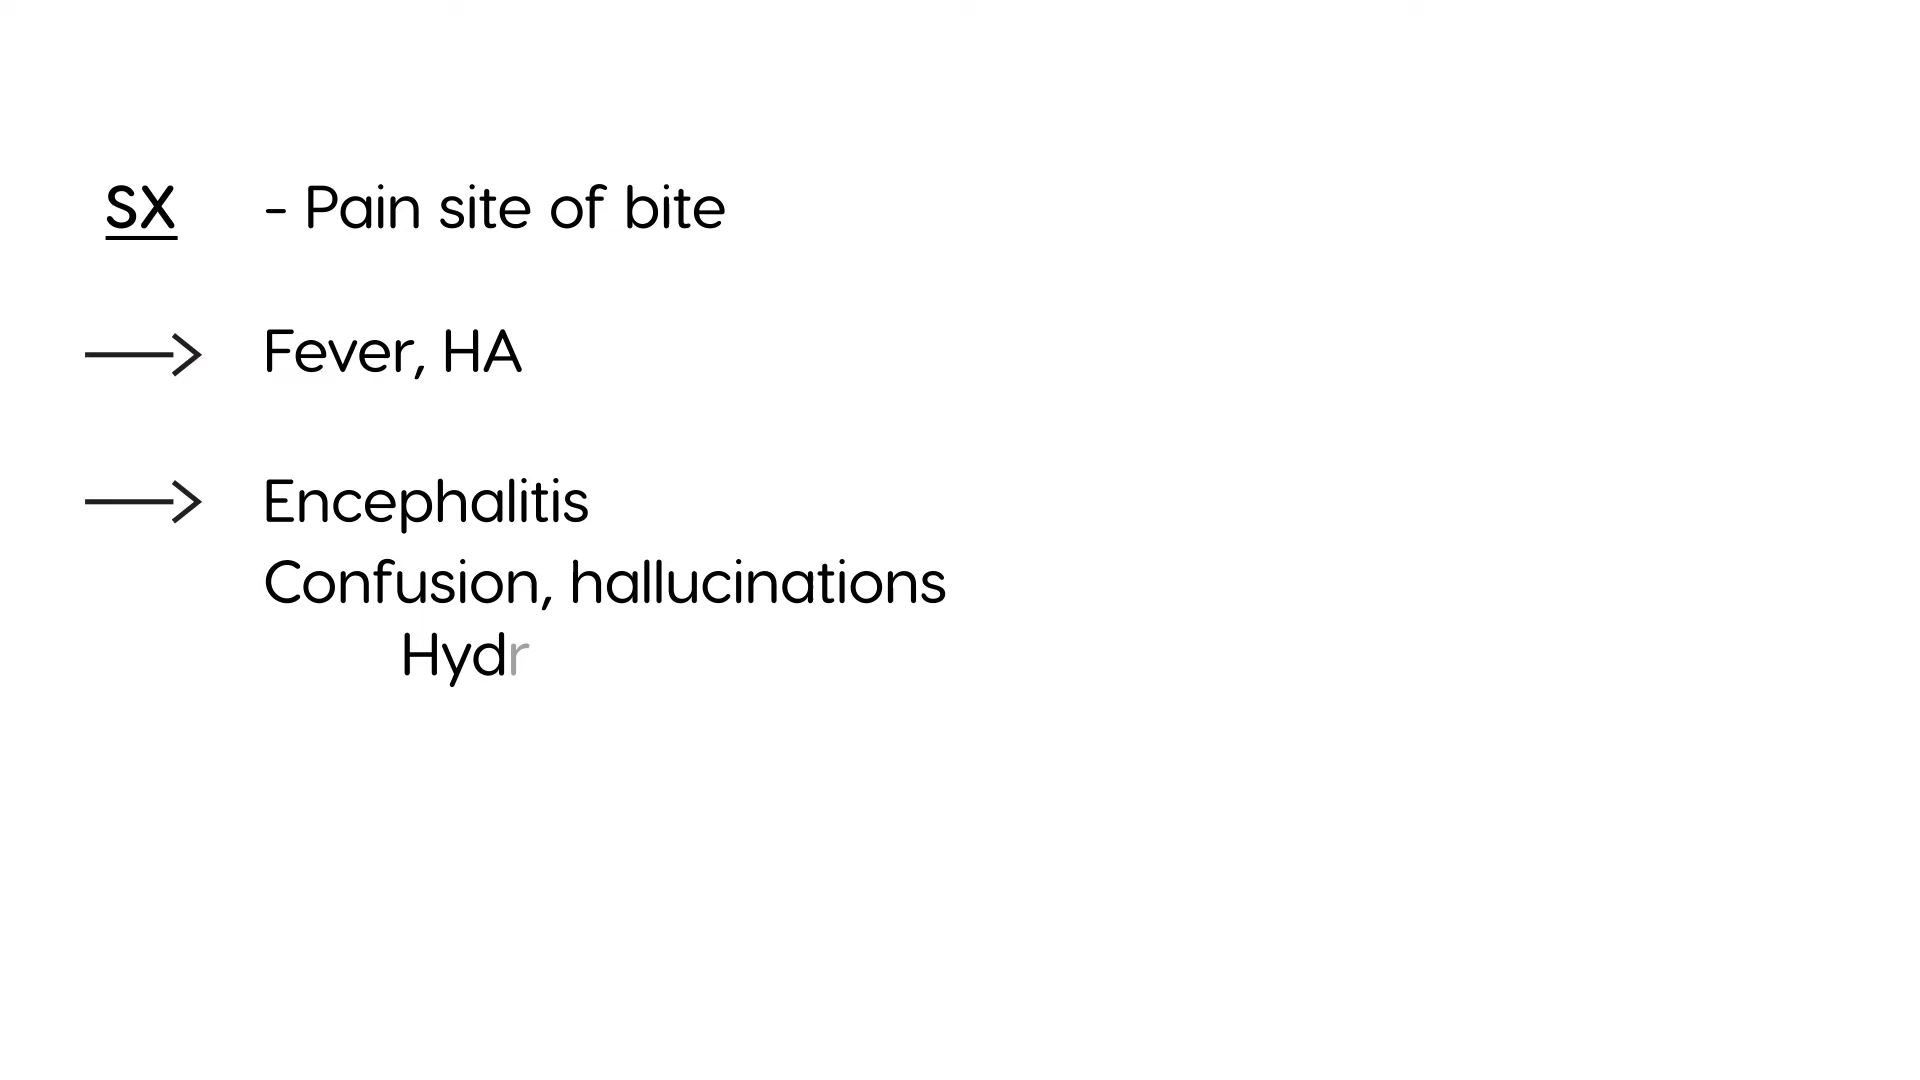 SX - Pain site of bite
Fever, HA
Encephalitis
Confusion, hallucinations
Hydr